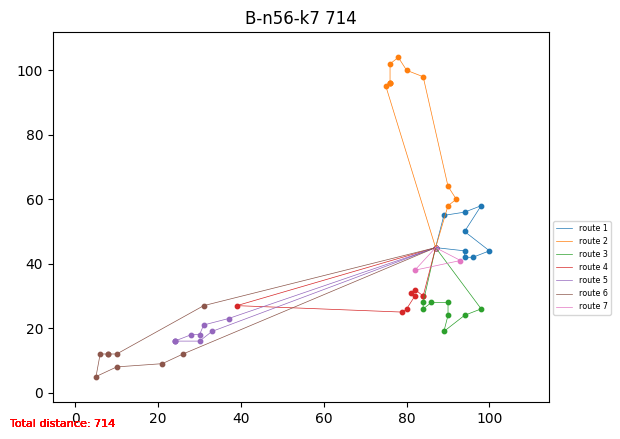 B-n56-k7 714
100
80
60
40
20
0
0 20 40 60 80 100
route 1
route 2
route 3
route 4
route 5
route 6
route 7
Total distance: 714